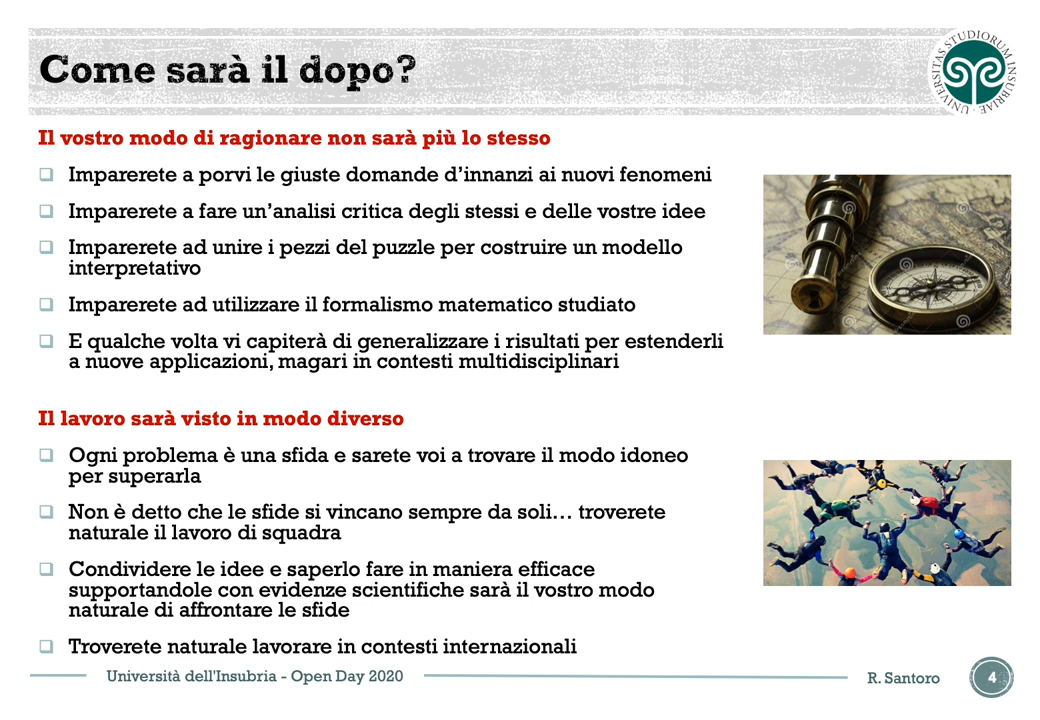 Come sarà il dopo?
UNIVERSITAS STUDIORUM INSUBRIAE
Il vostro modo di ragionare non sarà più lo stesso
Imparerete a porvi le giuste domande d'innanzi ai nuovi fenomeni
Imparerete a fare un'analisi critica degli stessi e delle vostre idee
Imparerete ad unire i pezzi del puzzle per costruire un modello
interpretativo
Imparerete ad utilizzare il formalismo matematico studiato
E qualche volta vi capiterà di generalizzare i risultati per estenderli
a nuove applicazioni, magari in contesti multidisciplinari
Il lavoro sarà visto in modo diverso
Ogni problema è una sfida e sarete voi a trovare il modo idoneo
per superarla
Non è detto che le sfide si vincano sempre da soli… troverete
naturale il lavoro di squadra
Condividere le idee e saperlo fare in maniera efficace
supportandole con evidenze scientifiche sarà il vostro modo
naturale di affrontare le sfide
Troverete naturale lavorare in contesti internazionali
Università dell'Insubria - Open Day 2020
R. Santoro
4